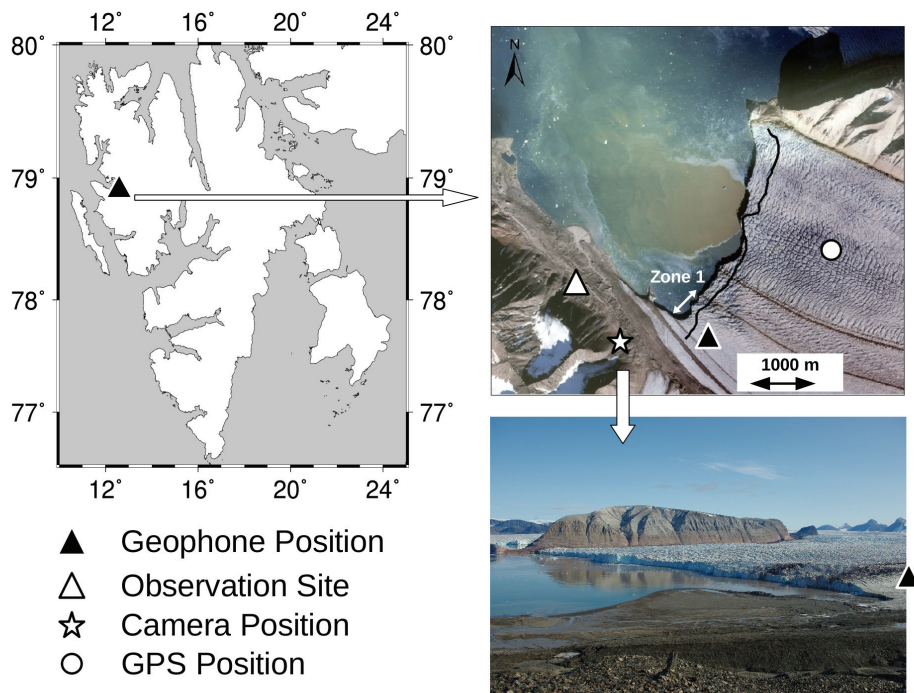 12° 16° 20° 24°
80° 80°
79° 79°
78° 78°
77° 77°
12° 16° 20° 24°
N
Zone 1
1000 m
Geophone Position
Observation Site
Camera Position
GPS Position